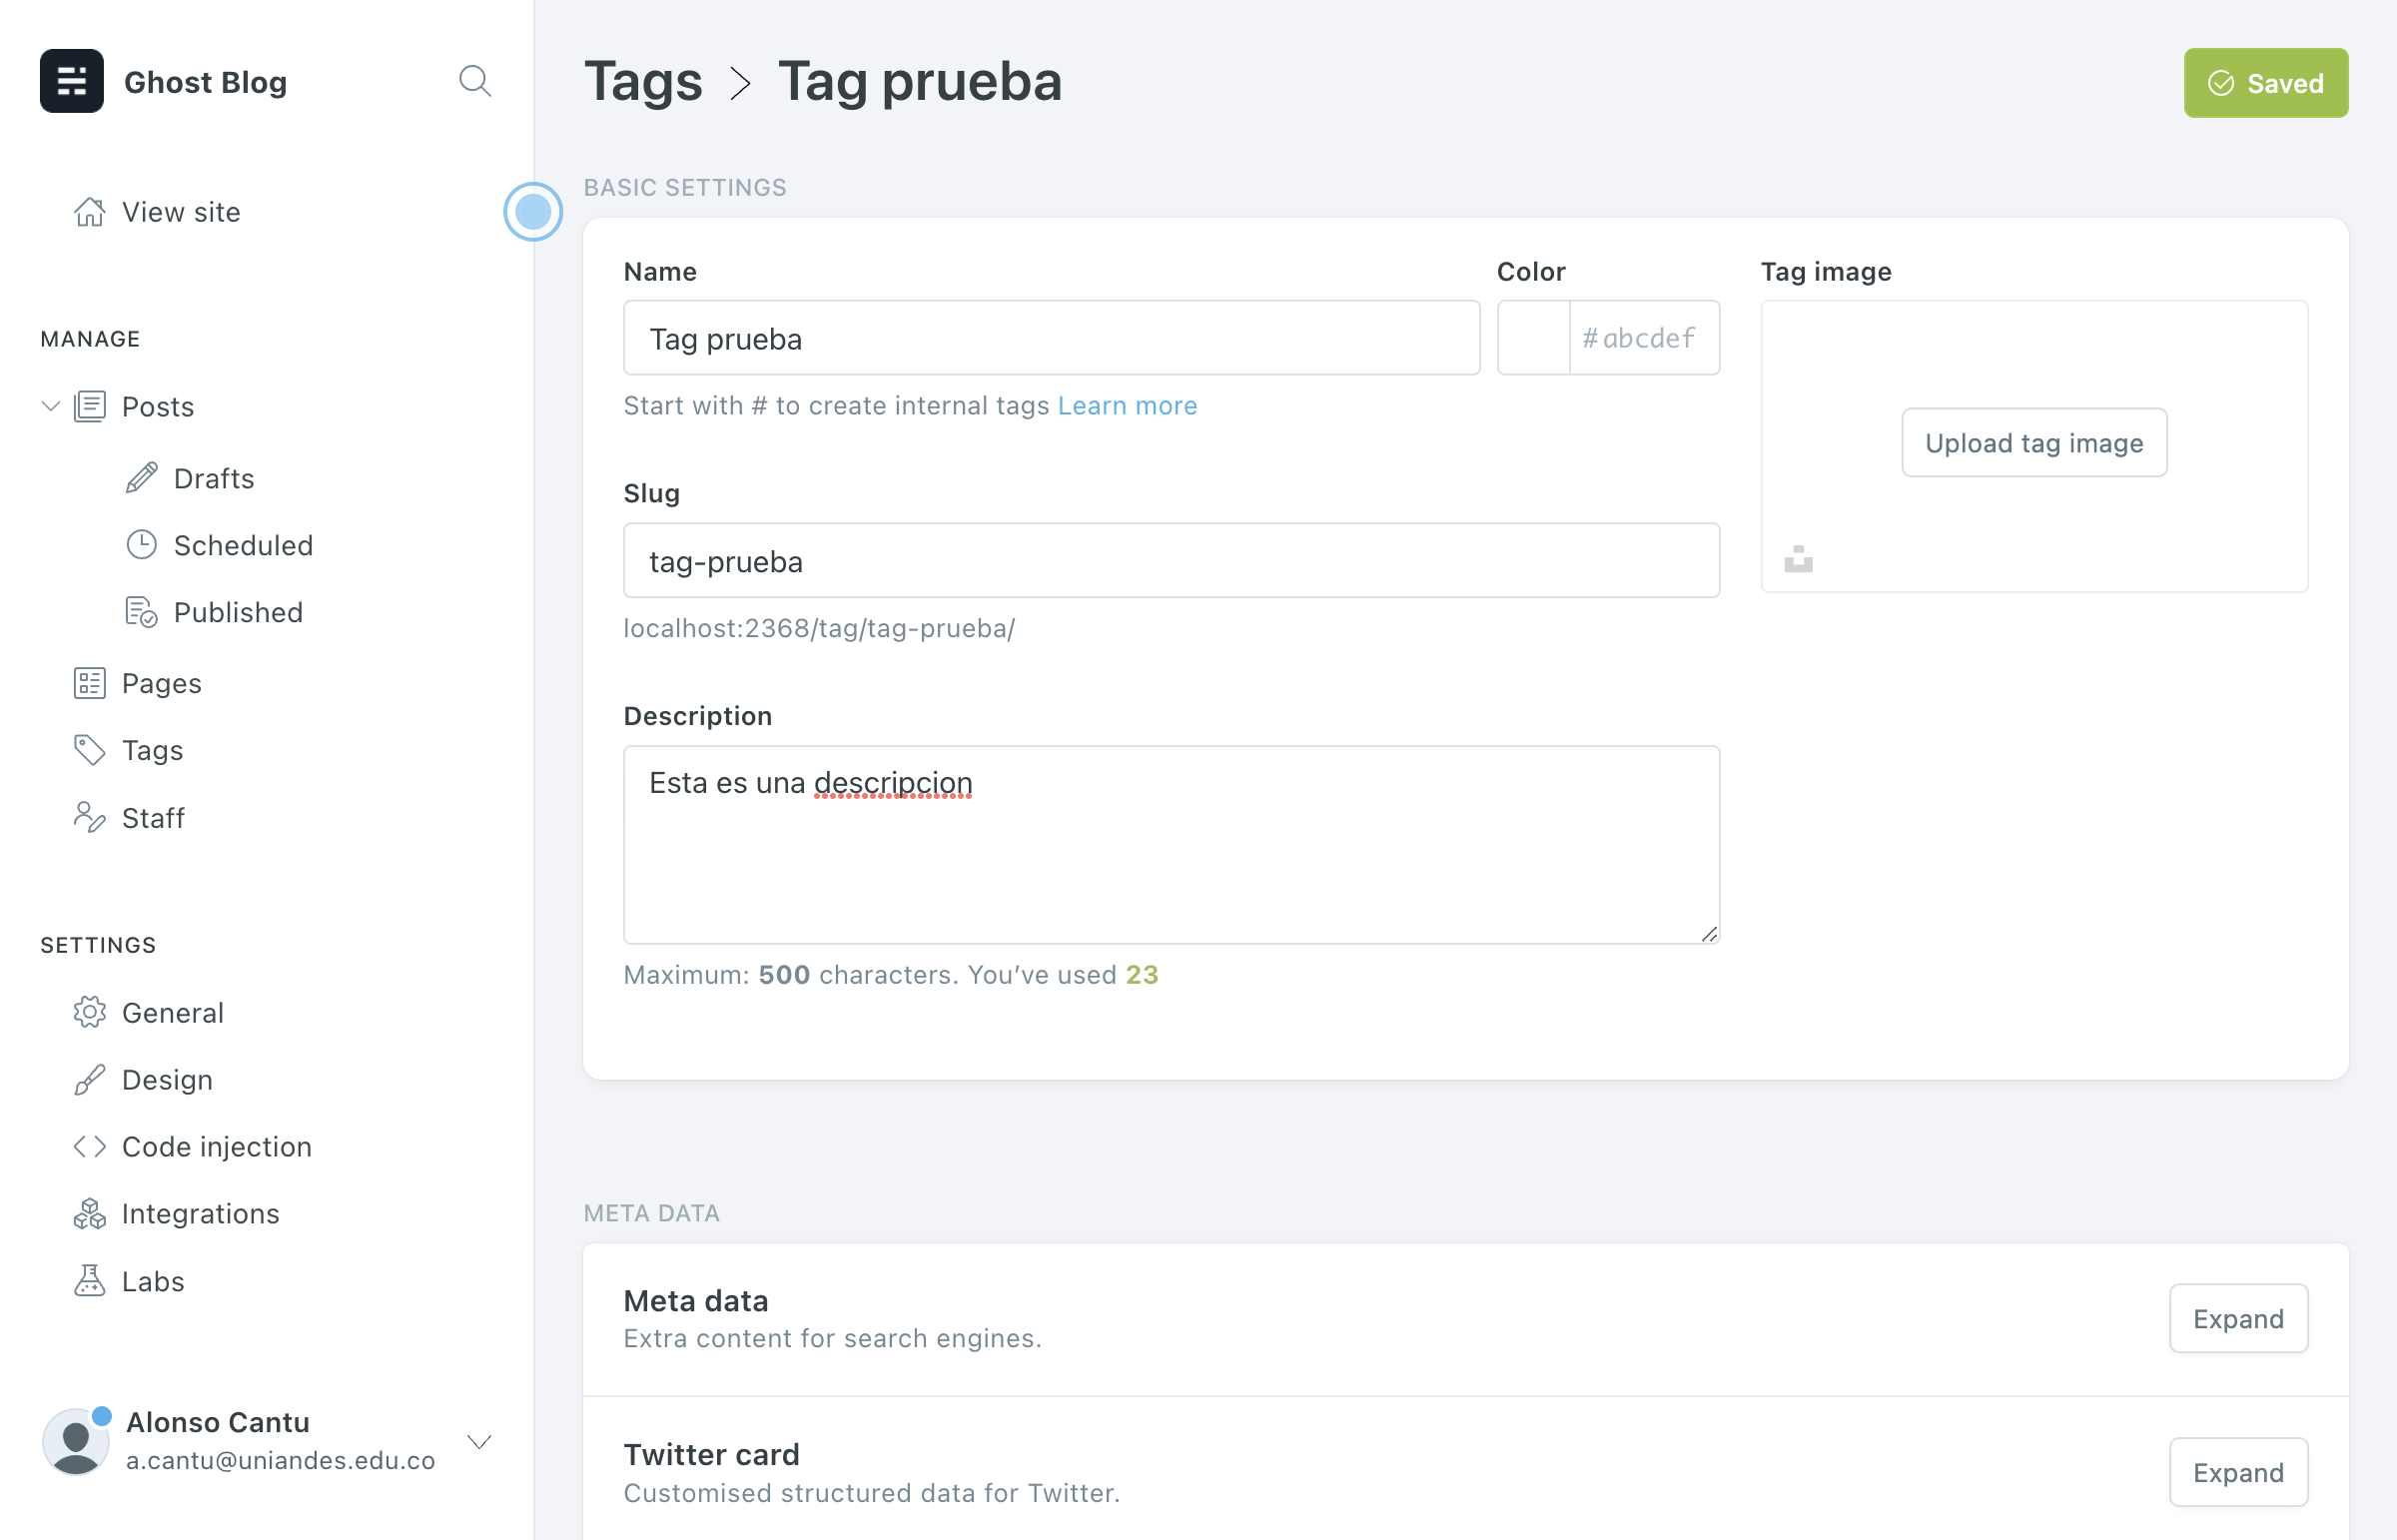 Ghost Blog
View site
MANAGE
Posts
Drafts
Scheduled
Published
Pages
Tags
Staff
SETTINGS
General
Design
Code injection
Integrations
Labs
Alonso Cantu
a.cantu@uniandes.edu.co
Tags > Tag prueba
Saved
BASIC SETTINGS
Name
Tag prueba
Start with # to create internal tags Learn more
Color
#abcdef
Slug
tag-prueba
localhost:2368/tag/tag-prueba/
Description
Esta es una descripcion
Maximum: 500 characters. You’ve used 23
Tag image
Upload tag image
META DATA
Meta data
Extra content for search engines.
Expand
Twitter card
Customised structured data for Twitter.
Expand